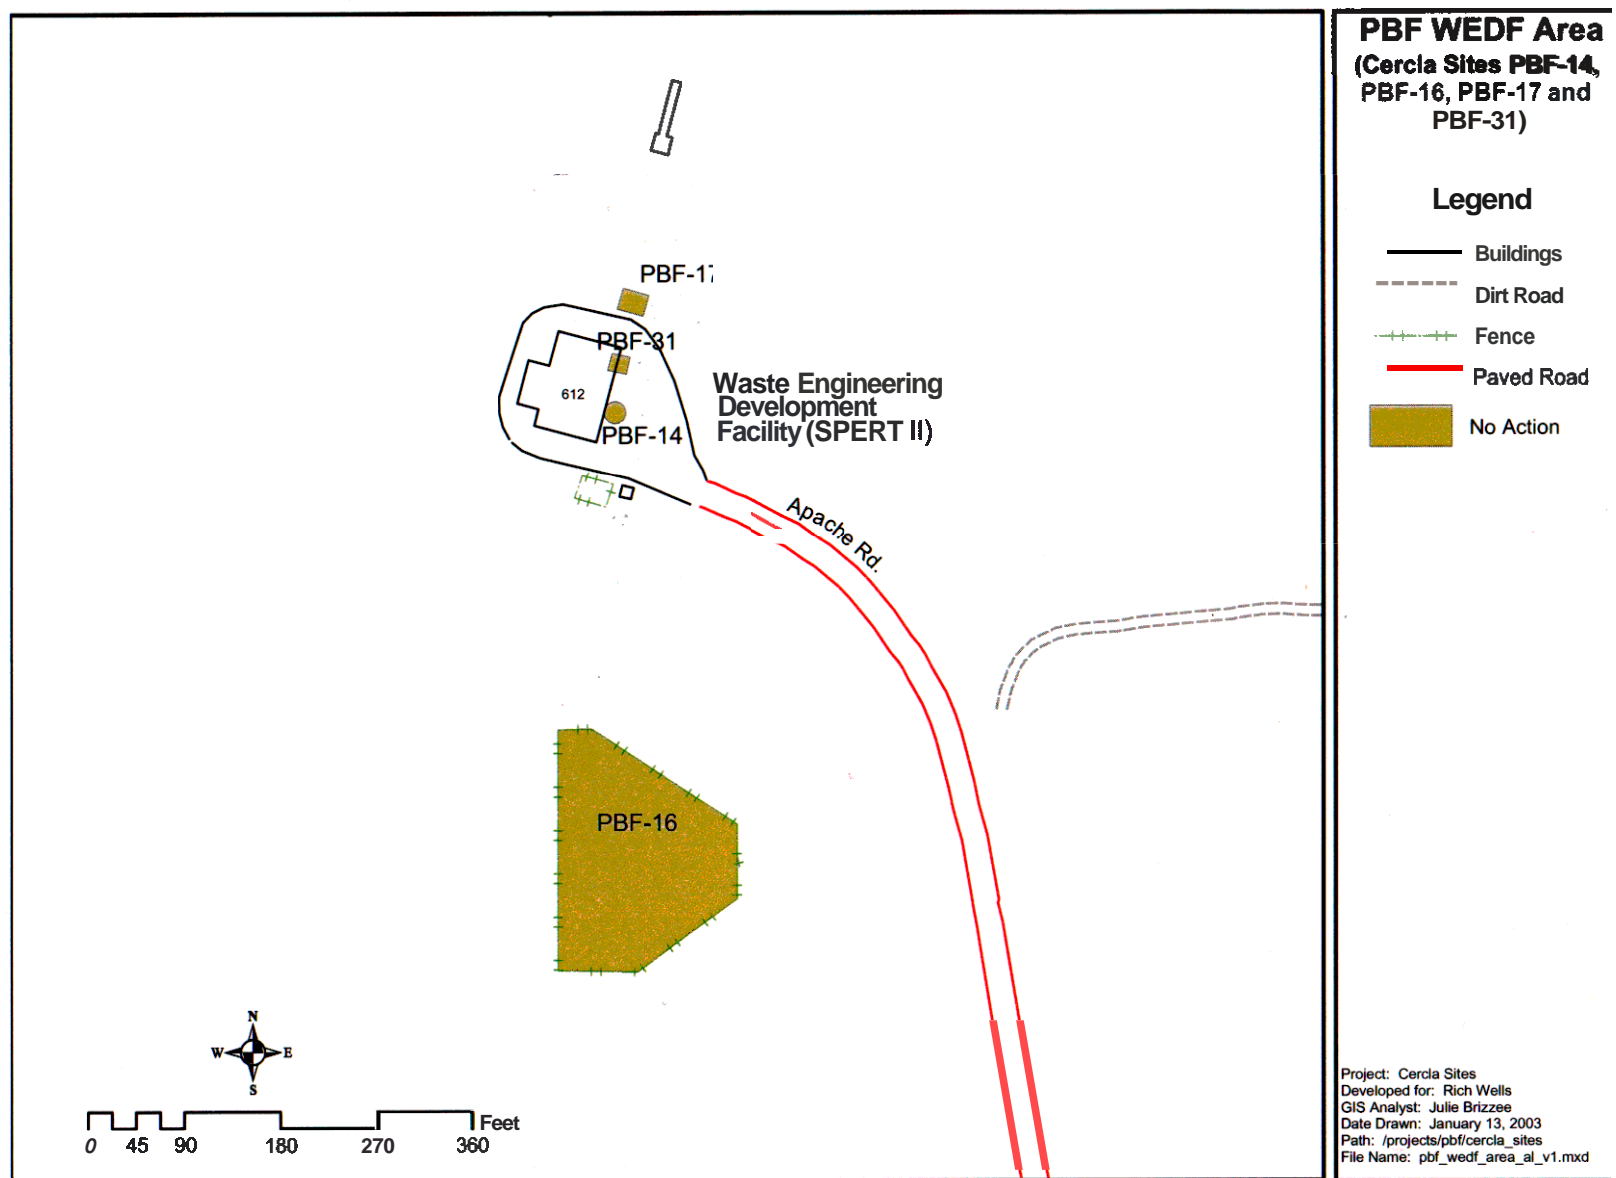 PBF WEDF Area
(Cercla Sites PBF-14,
PBF-16, PBF-17 and
PBF-31)
Legend
Buildings
Dirt Road
Fence
Paved Road
No Action
PBF-17
PBF-31
612
PBF-14
Waste Engineering
Development
Facility (SPERT II)
Apache Rd.
PBF-16
N
W E
S
Feet
0 45 90 180 270 360
Project: Cercla Sites
Developed for: Rich Wells
GIS Analyst: Julie Brizzee
Date Drawn: January 13, 2003
Path: /projects/pbf/cercla_sites
File Name: pbf_wedf_area_al_v1.mxd